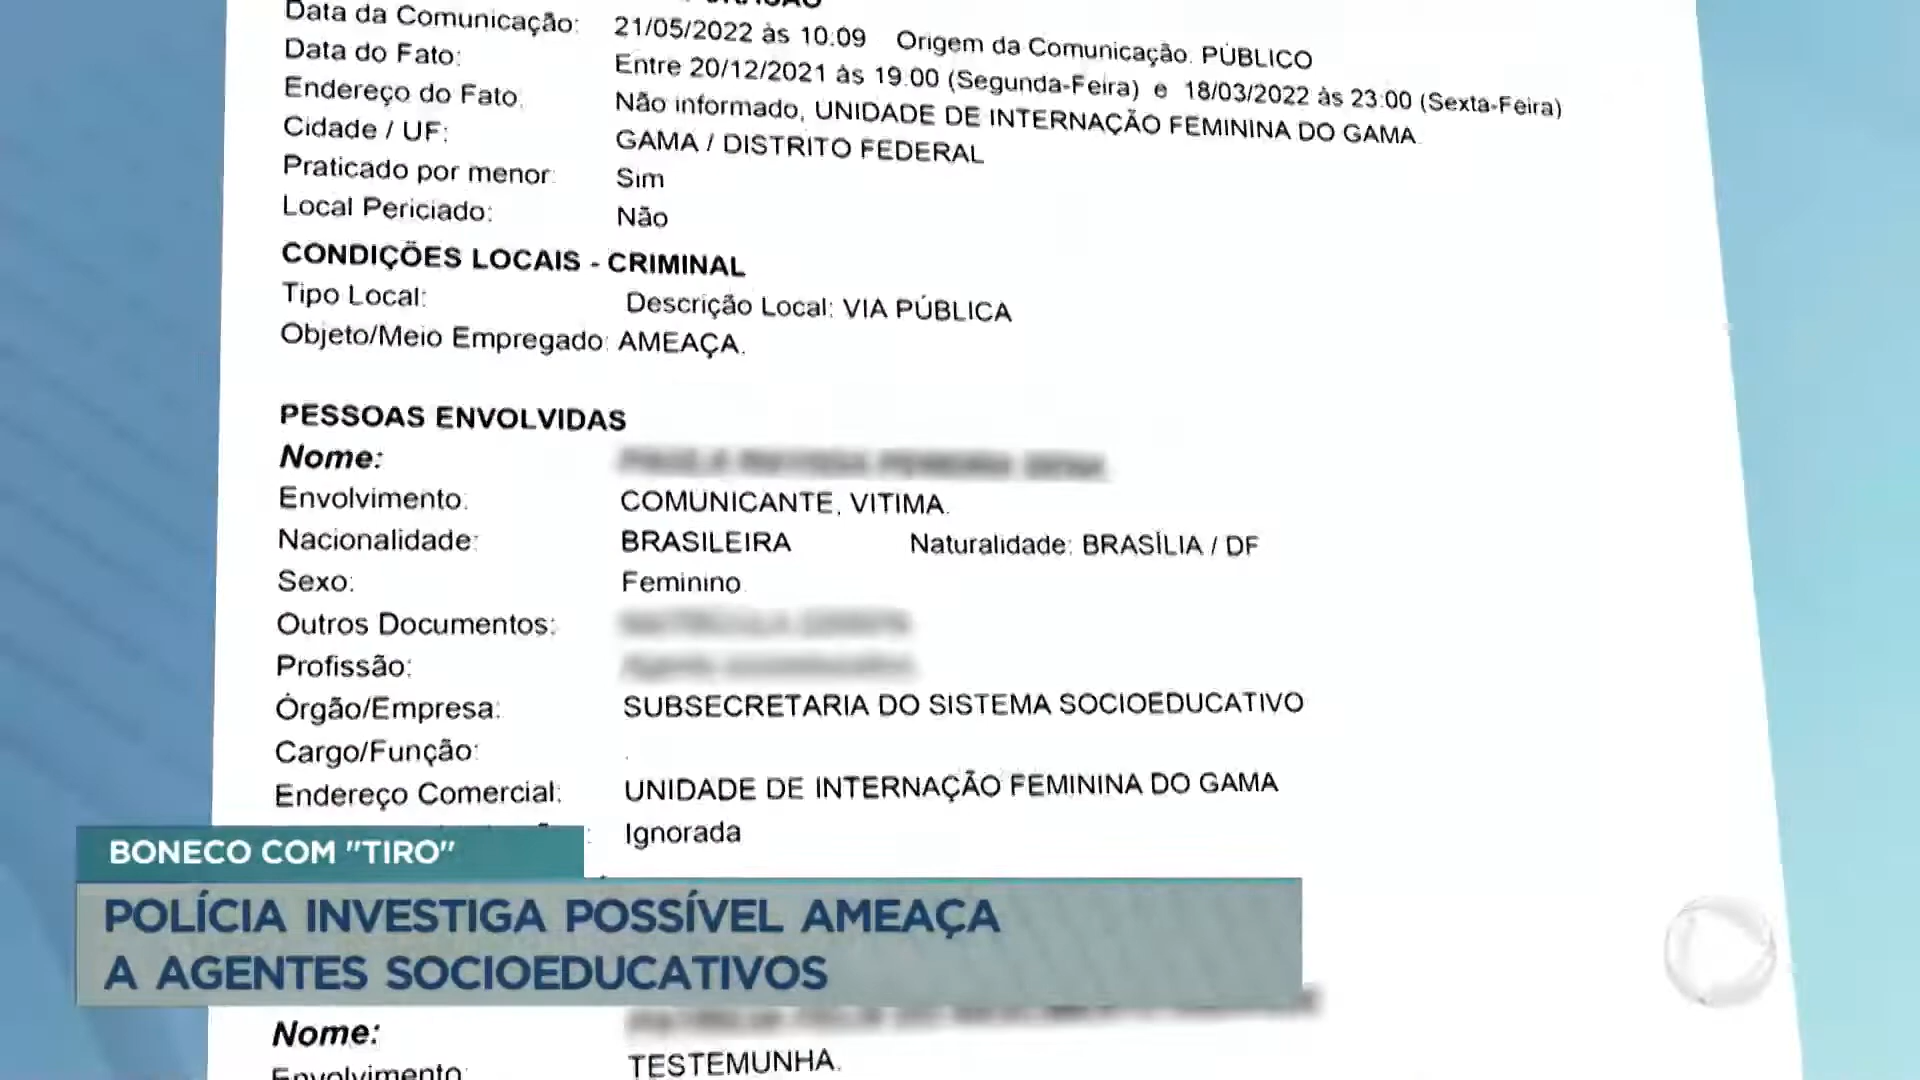 Data da Comunicação: 21/05/2022 às 10:09 Origem da Comunicação. PÚBLICO
Data do Fato: Entre 20/12/2021 às 19:00 (Segunda-Feira) e 18/03/2022 às 23:00 (Sexta-Feira)
Endereço do Fato: Não informado, UNIDADE DE INTERNAÇÃO FEMININA DO GAMA
Cidade / UF: GAMA / DISTRITO FEDERAL
Praticado por menor: Sim
Local Periciado: Não
CONDIÇÕES LOCAIS - CRIMINAL
Tipo Local: Descrição Local: VIA PÚBLICA
Objeto/Meio Empregado: AMEAÇA.
PESSOAS ENVOLVIDAS
Nome:
Envolvimento: COMUNICANTE, VITIMA.
Nacionalidade: BRASILEIRA Naturalidade: BRASÍLIA / DF
Sexo: Feminino
Outros Documentos:
Profissão:
Órgão/Empresa: SUBSECRETARIA DO SISTEMA SOCIOEDUCATIVO
Cargo/Função: .
Endereço Comercial: UNIDADE DE INTERNAÇÃO FEMININA DO GAMA
Ignorada
BONECO COM "TIRO"
POLÍCIA INVESTIGA POSSÍVEL AMEAÇA
A AGENTES SOCIOEDUCATIVOS
Nome:
Envolvimento: TESTEMUNHA.